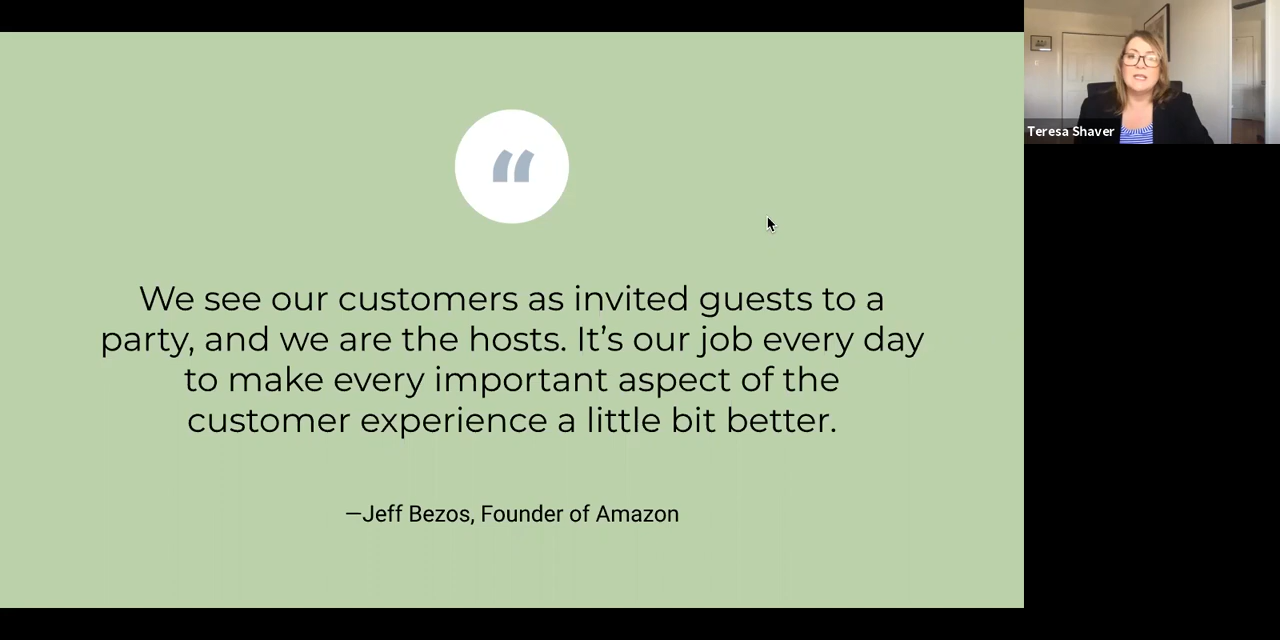 “
We see our customers as invited guests to a
party, and we are the hosts. It’s our job every day
to make every important aspect of the
customer experience a little bit better.
—Jeff Bezos, Founder of Amazon
Teresa Shaver